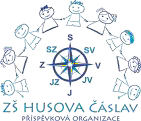 S
SZ SV
Z V
JZ JV
J
ZŠ HUSOVA ČÁSLAV
PŘÍSPĚVKOVÁ ORGANIZACE